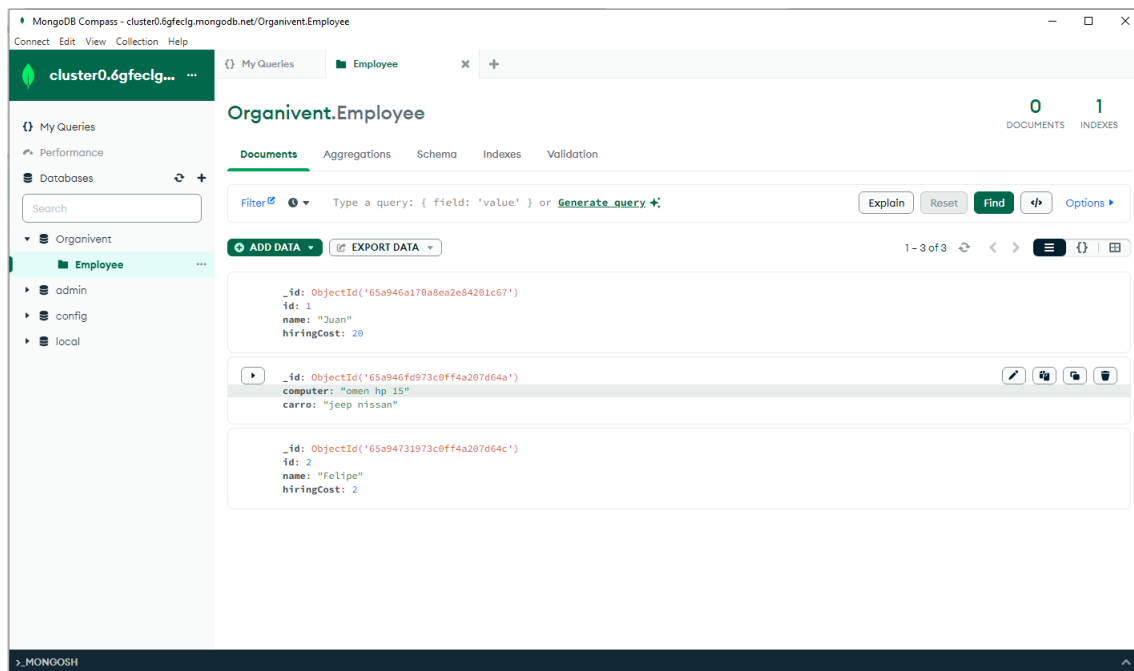 MongoDB Compass - cluster0.6gfeclg.mongodb.net/Organivent.Employee
Connect Edit View Collection Help
cluster0.6gfeclg... ...
{} My Queries
Performance
Databases
Search
Organivent
Employee ...
admin
config
local
{} My Queries
Employee
Organivent.Employee
0
DOCUMENTS
1
INDEXES
Documents Aggregations Schema Indexes Validation
Filter Type a query: { field: 'value' } or Generate query Explain Reset Find </> Options
ADD DATA EXPORT DATA 1 – 3 of 3 {}
_id: ObjectId('65a946a170a8ea2e84201c67')
id: 1
name: "Juan"
hiringCost: 20
_id: ObjectId('65a946fd973c0ff4a207d64a')
computer: "omen hp 15"
carro: "jeep nissan"
_id: ObjectId('65a94731973c0ff4a207d64c')
id: 2
name: "Felipe"
hiringCost: 2
>_MONGOSH